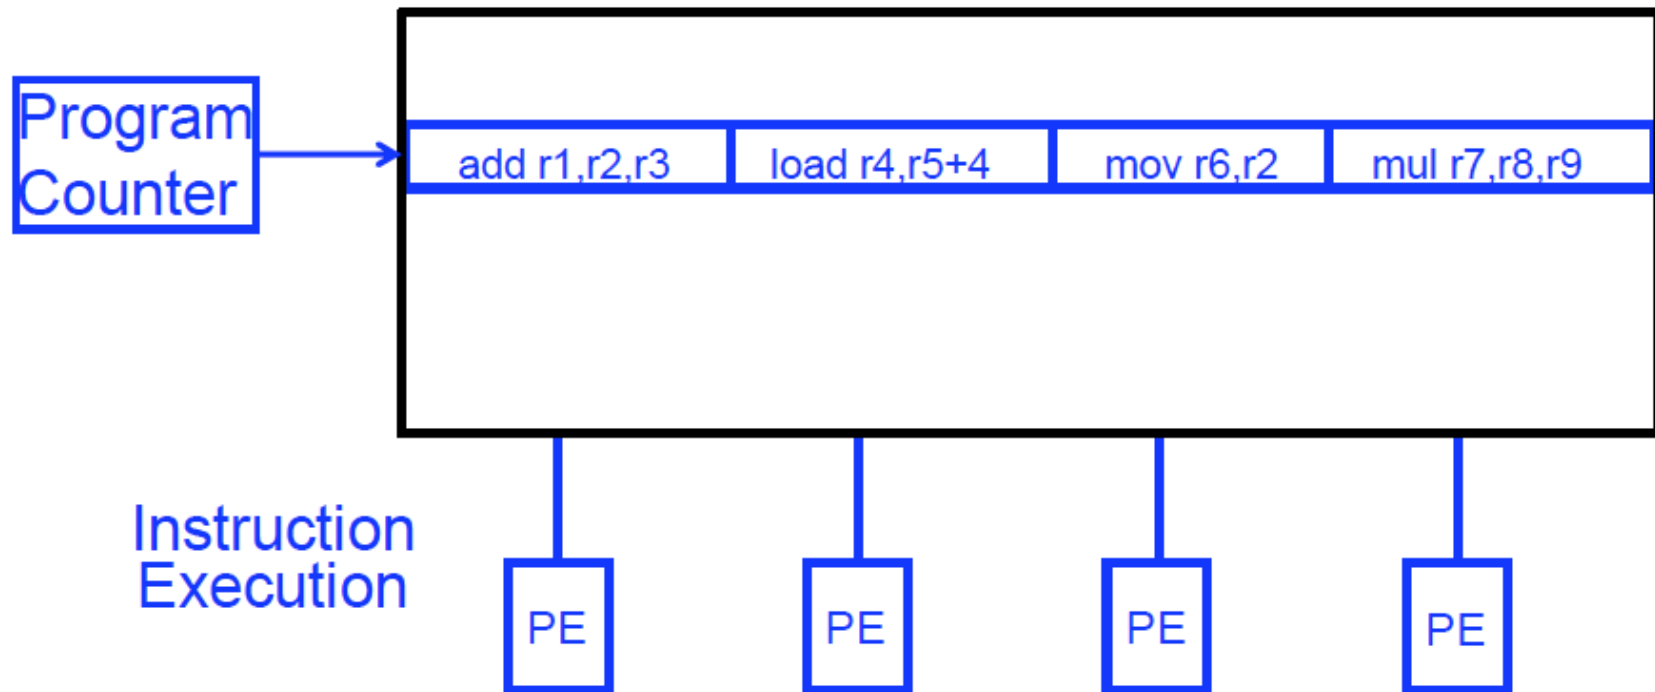 Program
Counter
add r1,r2,r3
load r4,r5+4
mov r6,r2
mul r7,r8,r9
Instruction
Execution
PE
PE
PE
PE